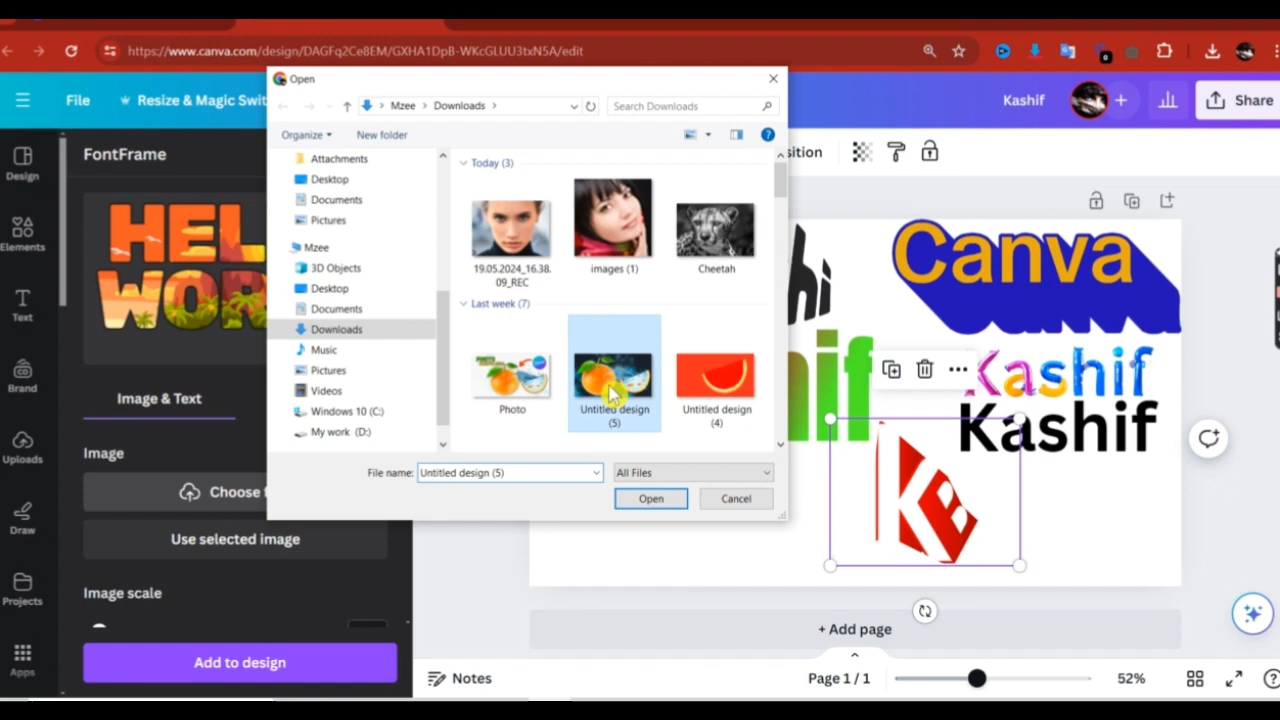 https://www.canva.com/design/DAGFq2Ce8EM/GXHA1DpB-WKcGLUU3txN5A/edit
0
File
Resize & Magic Swit
Kashif
Share
Open
Mzee
Downloads
Search Downloads
Organize
New folder
Attachments
Desktop
Documents
Pictures
Mzee
3D Objects
Desktop
Documents
Downloads
Music
Pictures
Videos
Windows 10 (C:)
My work (D:)
Today (3)
19.05.2024_16.38.
09_REC
images (1)
Cheetah
Last week (7)
Photo
Untitled design
(5)
Untitled design
(4)
File name:
Untitled design (5)
All Files
Open
Cancel
Design
Elements
Text
Brand
Uploads
Draw
Projects
Apps
FontFrame
HEL
WOR
Image & Text
Image
Choose f
Use selected image
Image scale
Add to design
sition
hi
Canva
if
Kashif
Kashif
KB
+ Add page
Notes
Page 1 / 1
52%